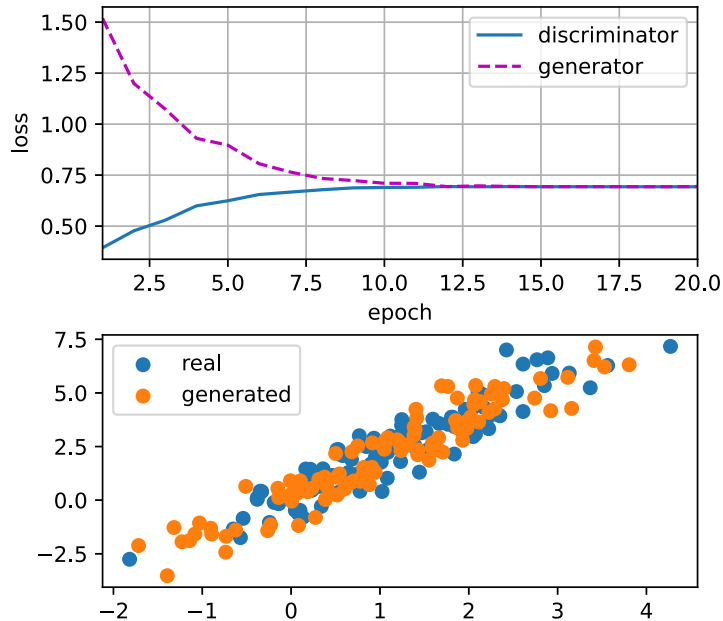 1.50
1.25
1.00
0.75
0.50
loss
discriminator
generator
2.5 5.0 7.5 10.0 12.5 15.0 17.5 20.0
epoch
7.5
5.0
2.5
0.0
−2.5
real
generated
−2 −1 0 1 2 3 4